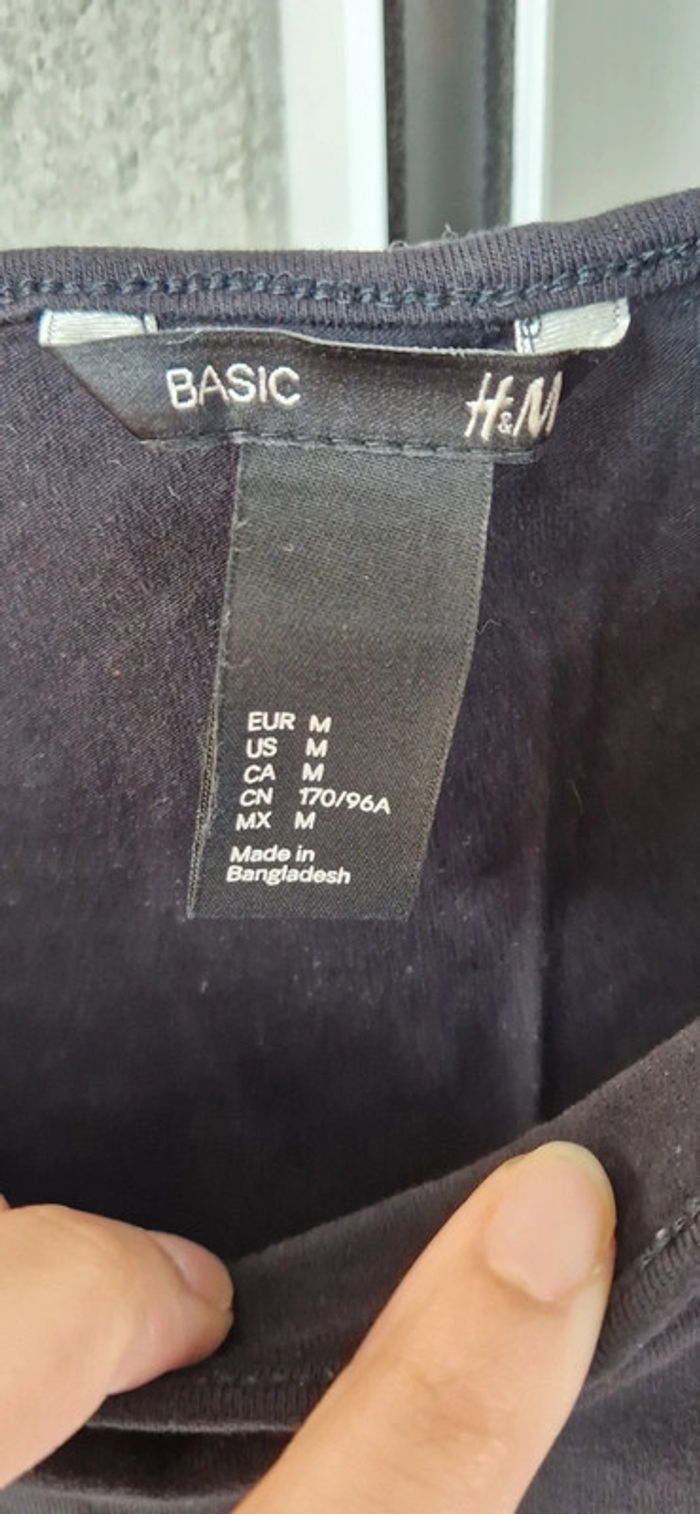 BASIC H&M
EUR M
US M
CA M
CN 170/96A
MX M
Made in
Bangladesh